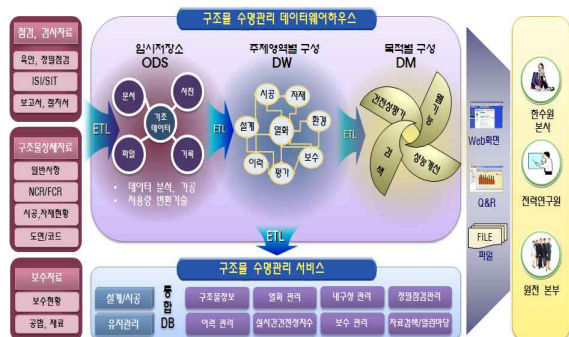 구조물 수명관리 데이터웨어하우스
점검, 검사자료
육안, 정밀점검
ISI/SIT
보고서, 절차서
구조물상세자료
일반사항
NCR/FCR
시공,자재현황
도면/코드
보수자료
보수현황
공법, 재료
ETL
임시저장소
ODS
문서
사진
기초
데이터
파일
기록
• 데이터 분석, 가공
• 저용량 변환기술
ETL
주제영역별 구성
DW
시공
자재
설계
열화
환경
이력
평가
보수
ETL
목적별 구성
DM
건전성평가
성능개선
검색
ETL
구조물 수명관리 서비스
설계/시공
유지관리
통합
DB
구조물정보
열화 관리
내구성 관리
정밀점검관리
이력 관리
실시간건전성지수
보수 관리
자료검색/열린마당
Web화면
Q&R
FILE
파일
한수원
본사
전력연구원
원전 본부